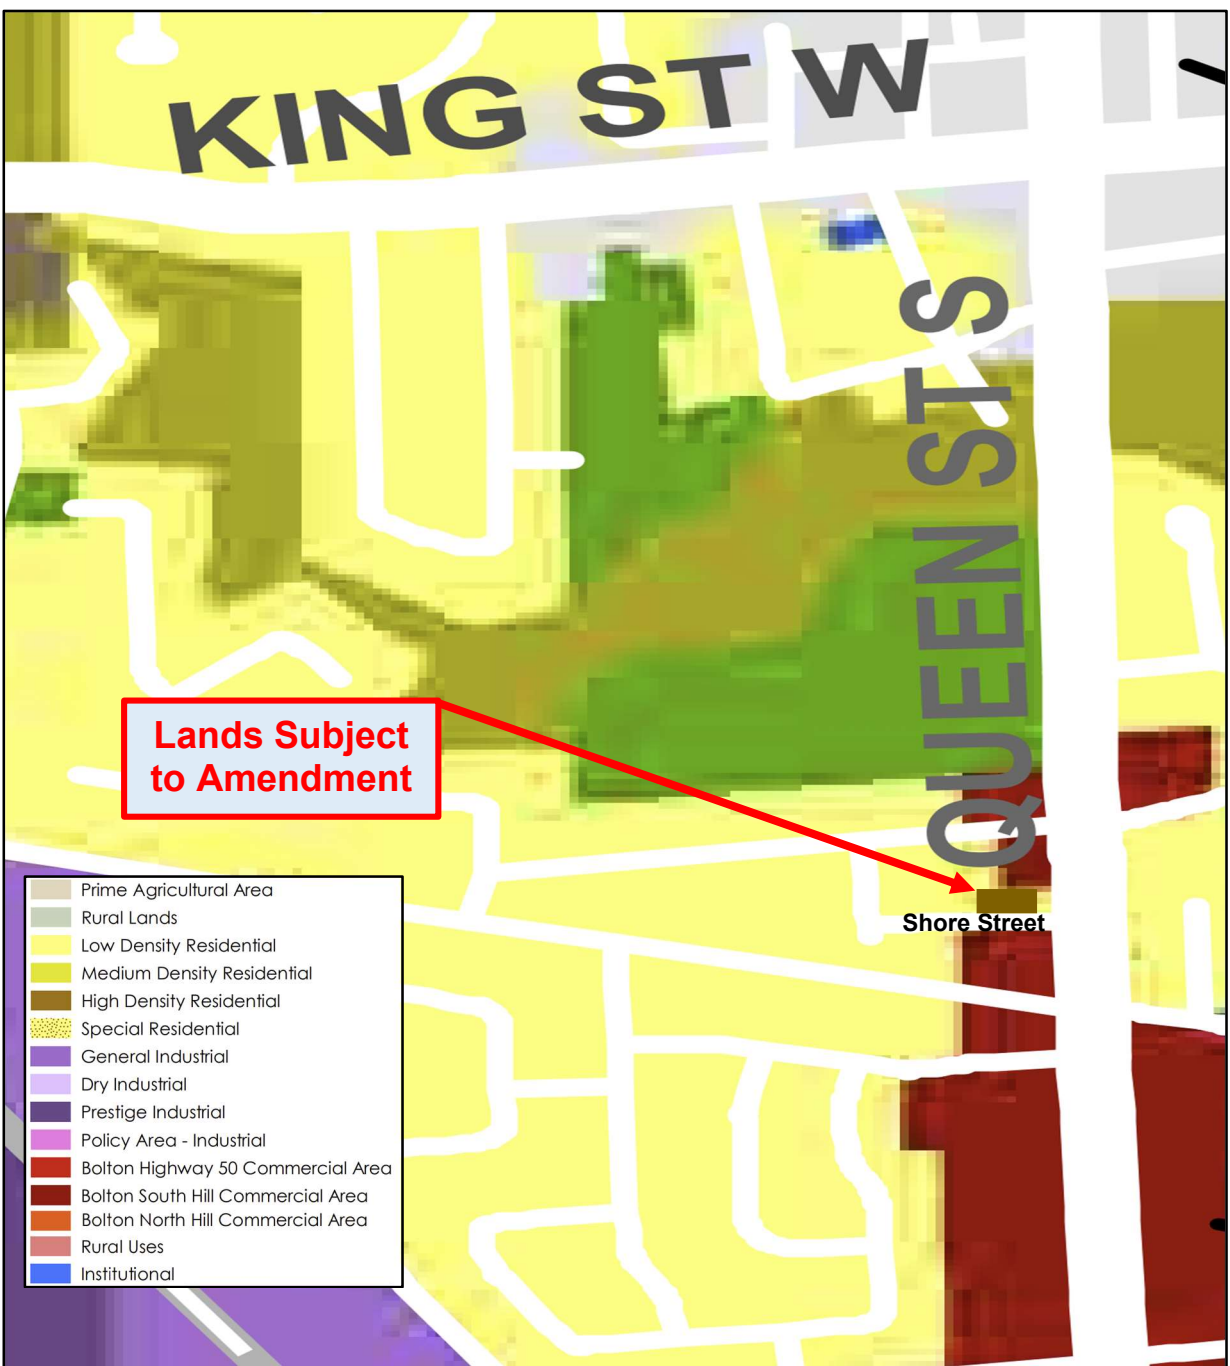 KING ST W
QUEEN ST S
Lands Subject
to Amendment
Shore Street
Prime Agricultural Area
Rural Lands
Low Density Residential
Medium Density Residential
High Density Residential
Special Residential
General Industrial
Dry Industrial
Prestige Industrial
Policy Area - Industrial
Bolton Highway 50 Commercial Area
Bolton South Hill Commercial Area
Bolton North Hill Commercial Area
Rural Uses
Institutional